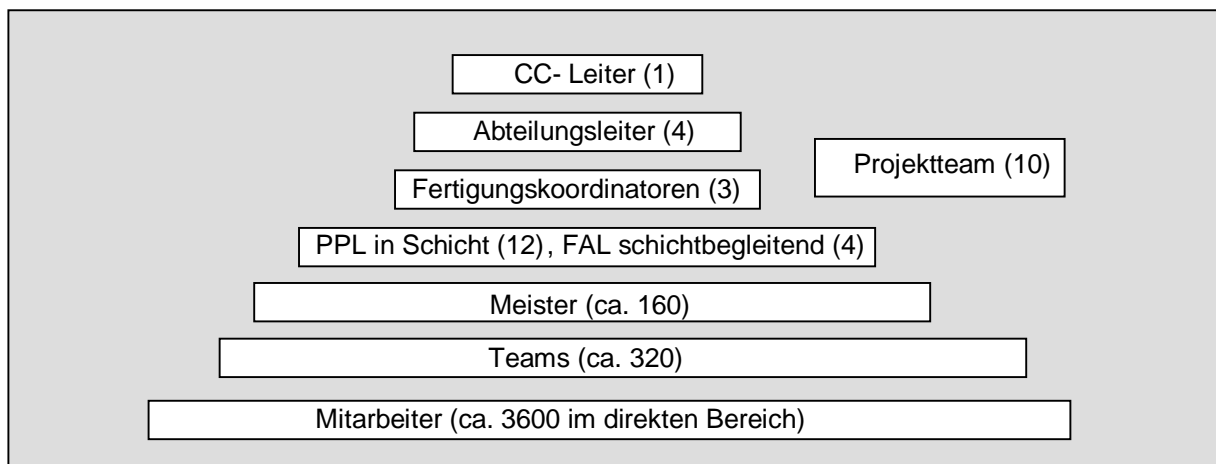 CC- Leiter (1)
Abteilungsleiter (4)
Projektteam (10)
Fertigungskoordinatoren (3)
PPL in Schicht (12), FAL schichtbegleitend (4)
Meister (ca. 160)
Teams (ca. 320)
Mitarbeiter (ca. 3600 im direkten Bereich)